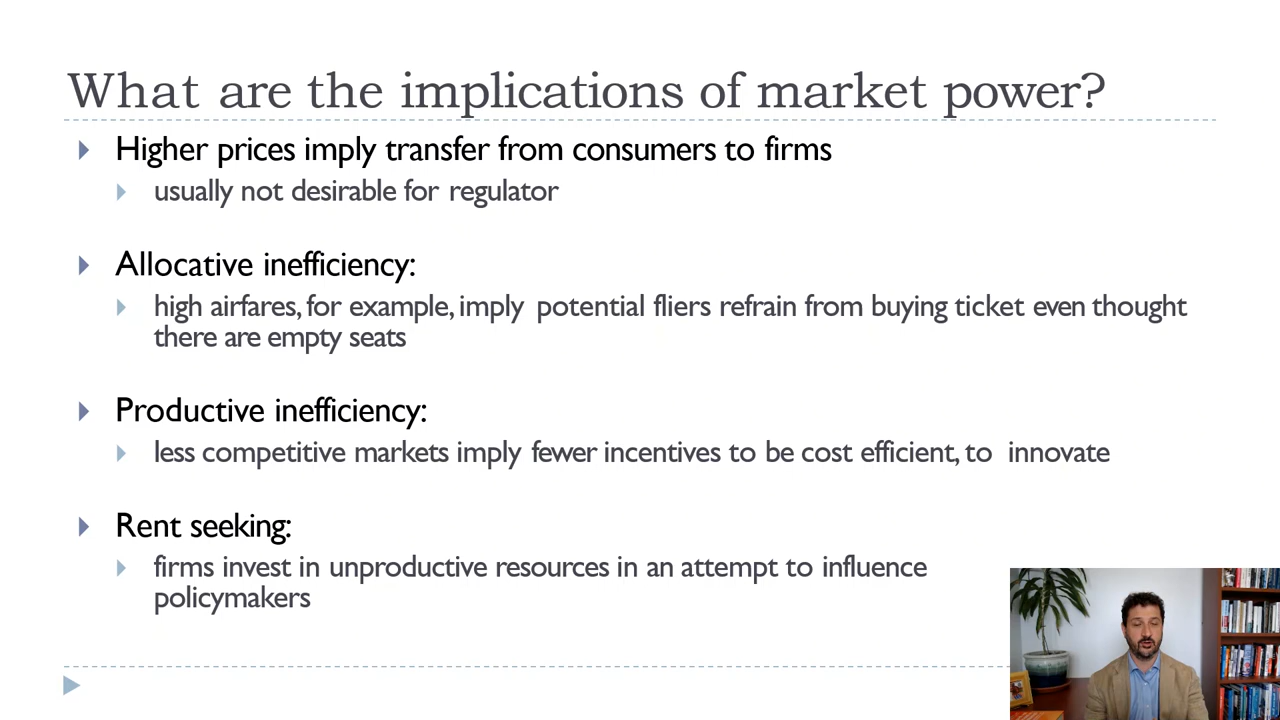 What are the implications of market power?
Higher prices imply transfer from consumers to firms
usually not desirable for regulator
Allocative inefficiency:
high airfares, for example, imply potential fliers refrain from buying ticket even thought
there are empty seats
Productive inefficiency:
less competitive markets imply fewer incentives to be cost efficient, to innovate
Rent seeking:
firms invest in unproductive resources in an attempt to influence
policymakers